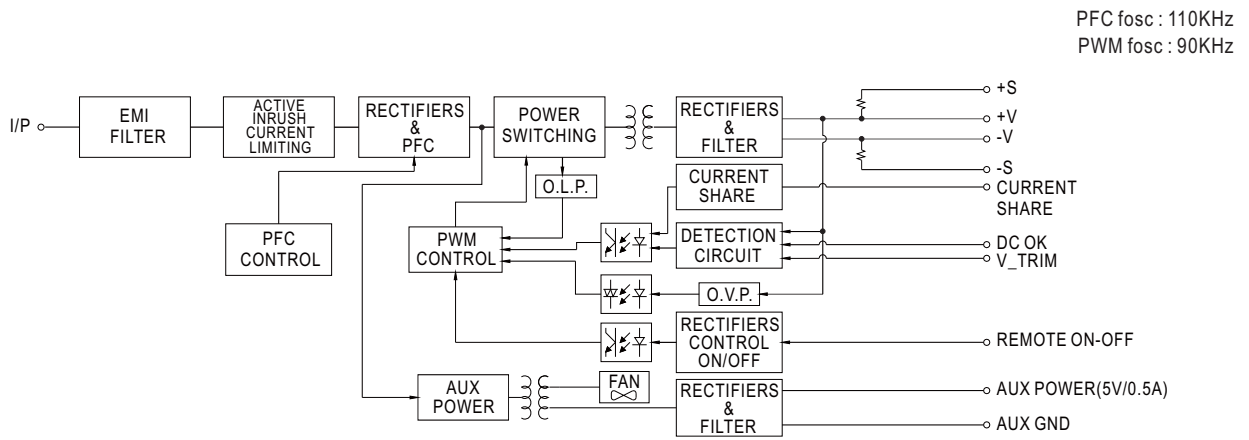 PFC fosc : 110KHz
PWM fosc : 90KHz
I/P
EMI
FILTER
ACTIVE
INRUSH
CURRENT
LIMITING
RECTIFIERS
&
PFC
POWER
SWITCHING
RECTIFIERS
&
FILTER
+S
+V
-V
-S
O.L.P.
CURRENT
SHARE
CURRENT
SHARE
PFC
CONTROL
PWM
CONTROL
DETECTION
CIRCUIT
DC OK
V_TRIM
O.V.P.
RECTIFIERS
CONTROL
ON/OFF
REMOTE ON-OFF
AUX
POWER
FAN
RECTIFIERS
&
FILTER
AUX POWER(5V/0.5A)
AUX GND